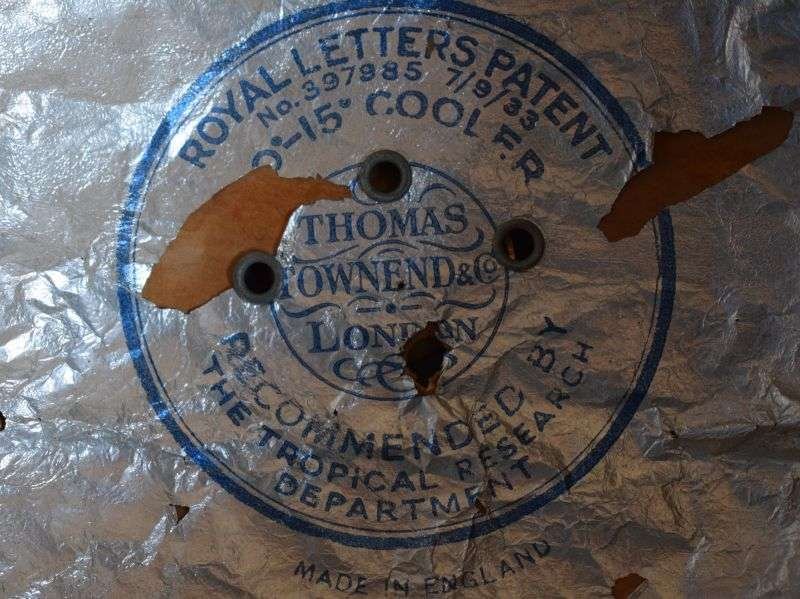 ROYAL LETTERS PATENT
No. 397985 7/9/33
0°-15° COOLER
THOMAS
TOWNEND & Co
LONDON
RECOMMENDED BY
THE TROPICAL RESEARCH
DEPARTMENT
MADE IN ENGLAND